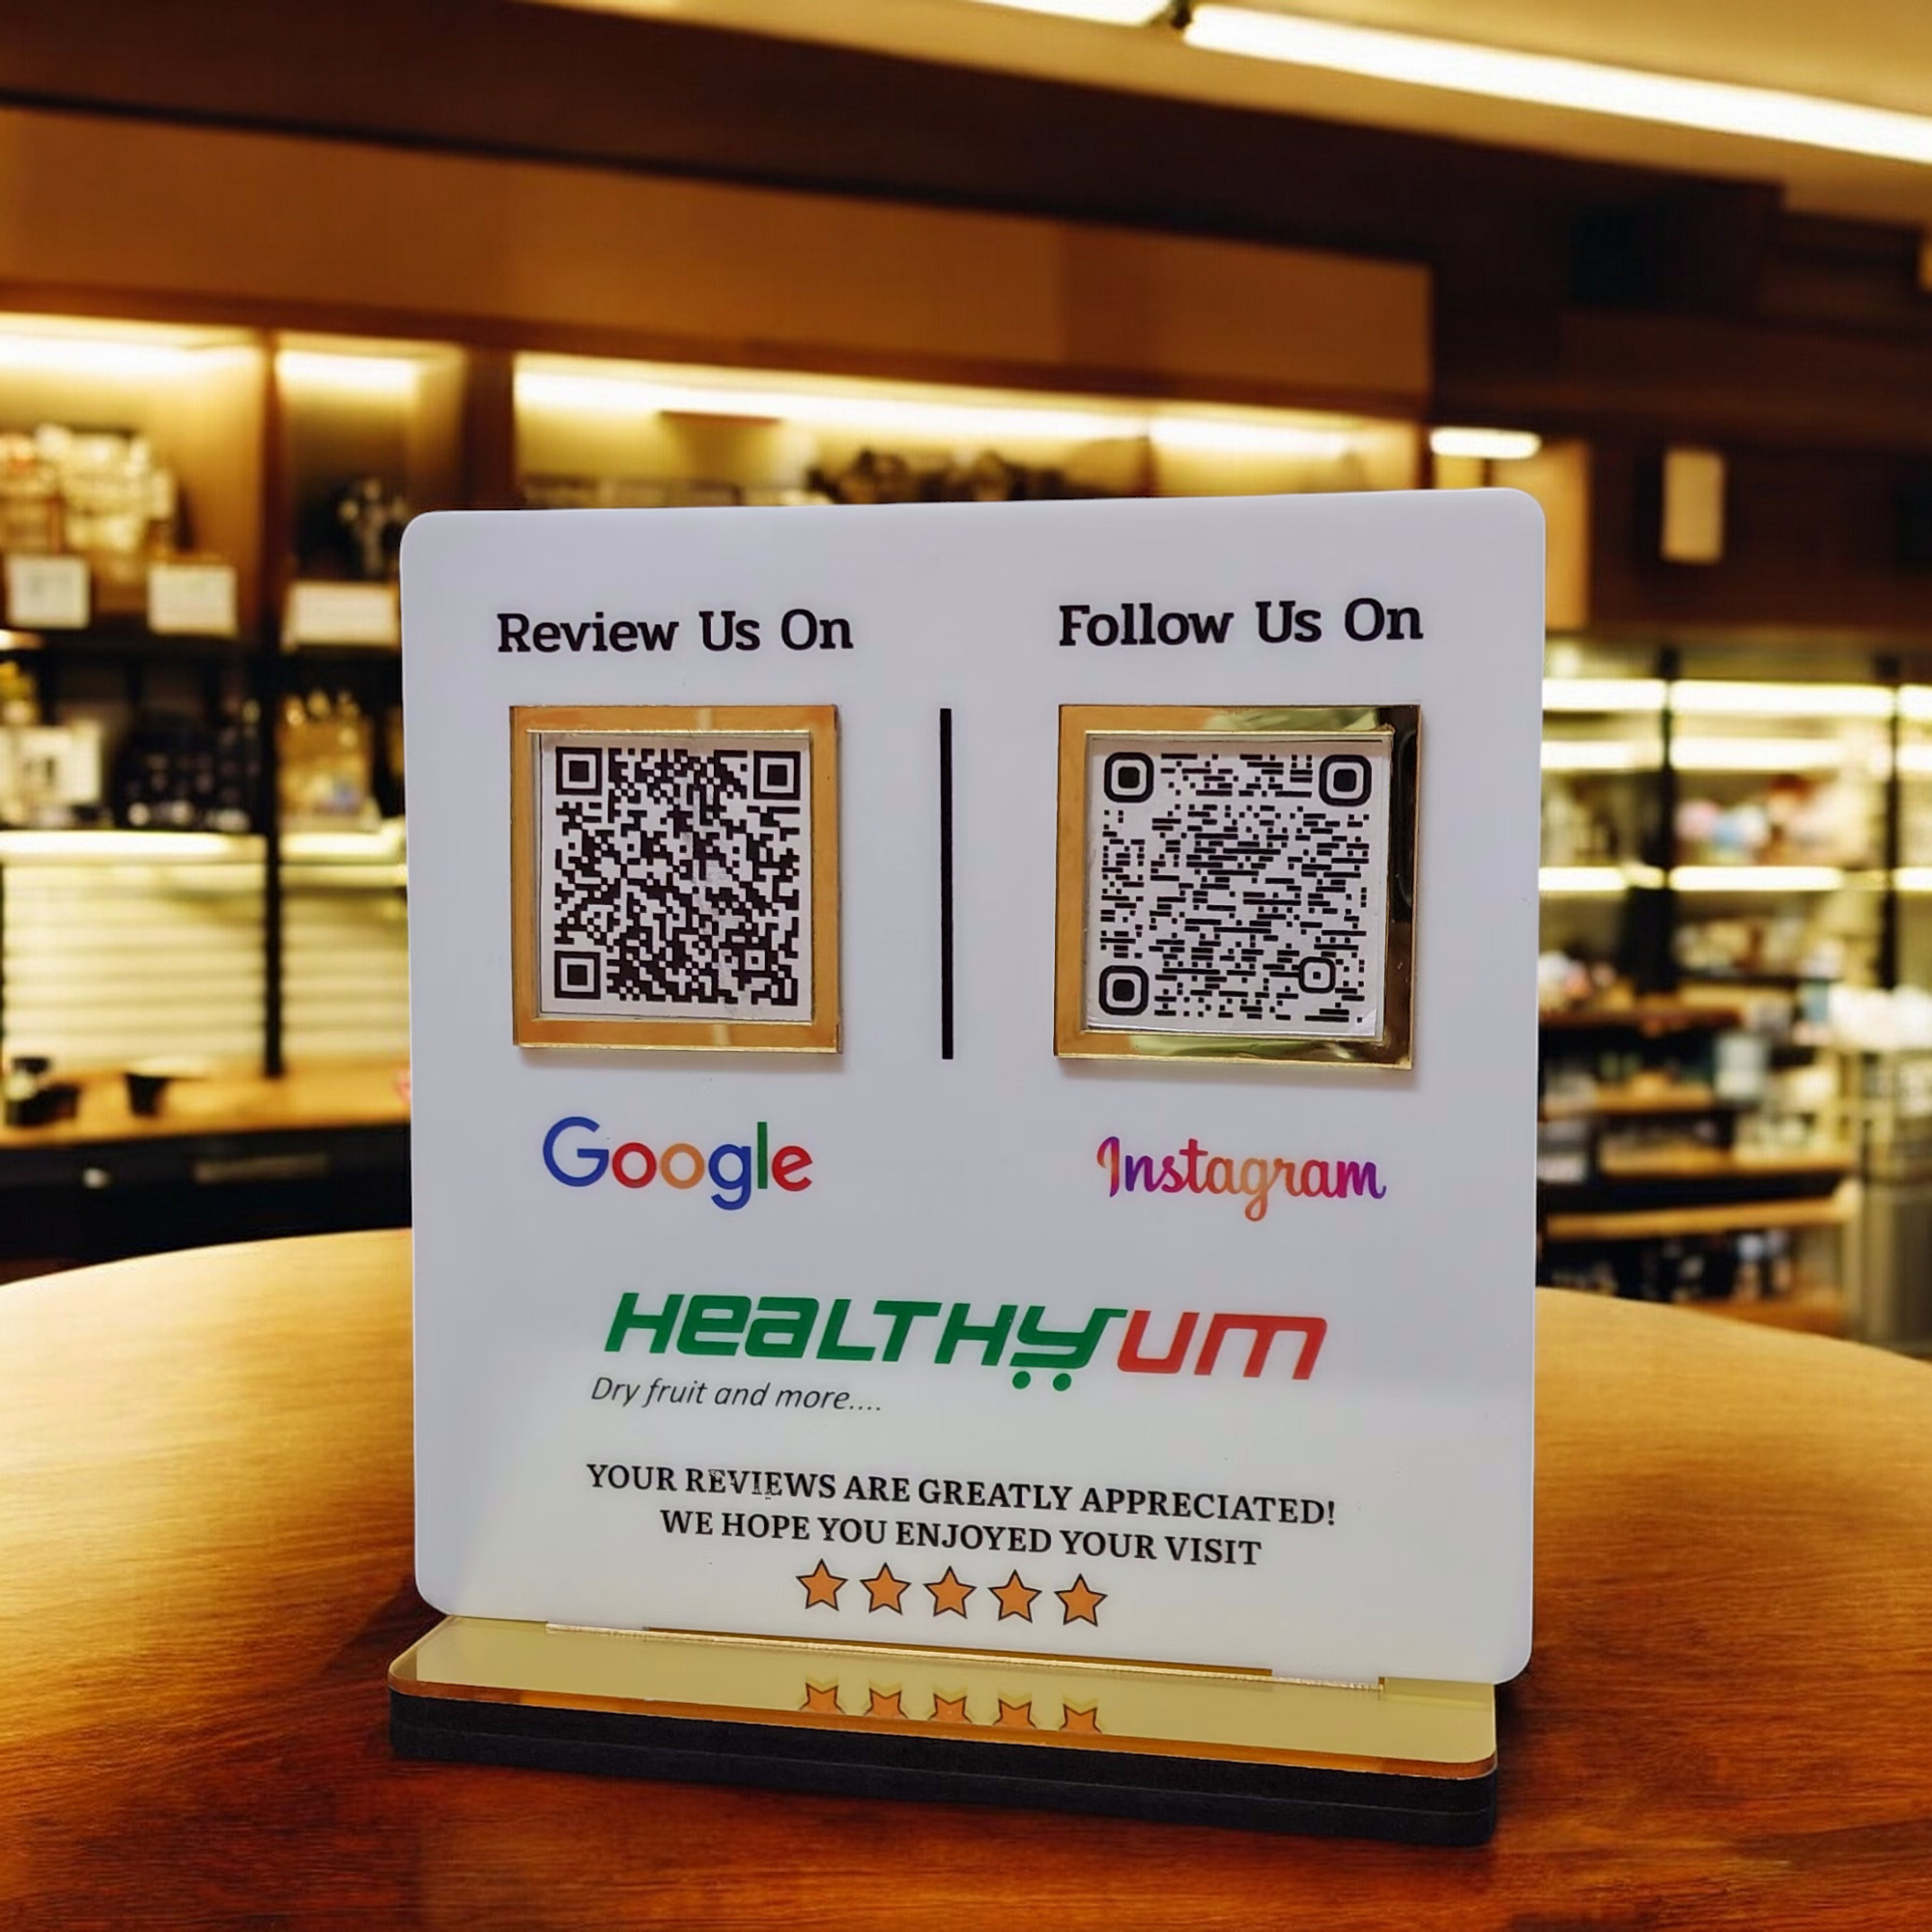 Review Us On
Follow Us On
Google
Instagram
HEALTHYUM
Dry fruit and more....
YOUR REVIEWS ARE GREATLY APPRECIATED!
WE HOPE YOU ENJOYED YOUR VISIT